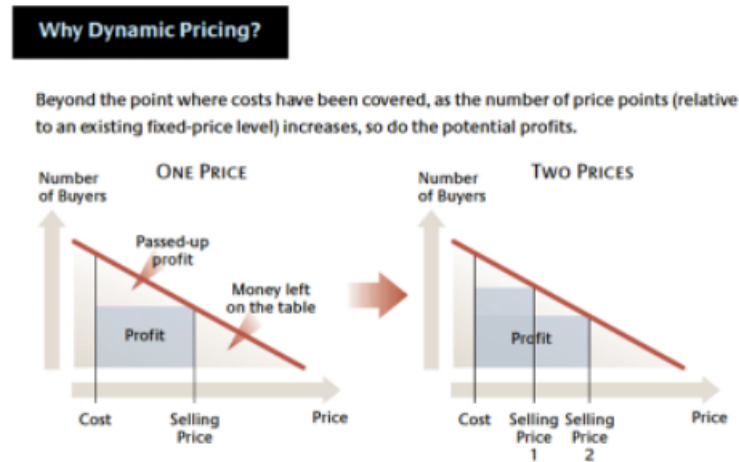 Why Dynamic Pricing?
Beyond the point where costs have been covered, as the number of price points (relative
to an existing fixed-price level) increases, so do the potential profits.
Number
of Buyers
ONE PRICE
Passed-up
profit
Money left
on the table
Profit
Cost
Selling
Price
Price
Number
of Buyers
TWO PRICES
Profit
Cost
Selling
Price
1
Selling
Price
2
Price